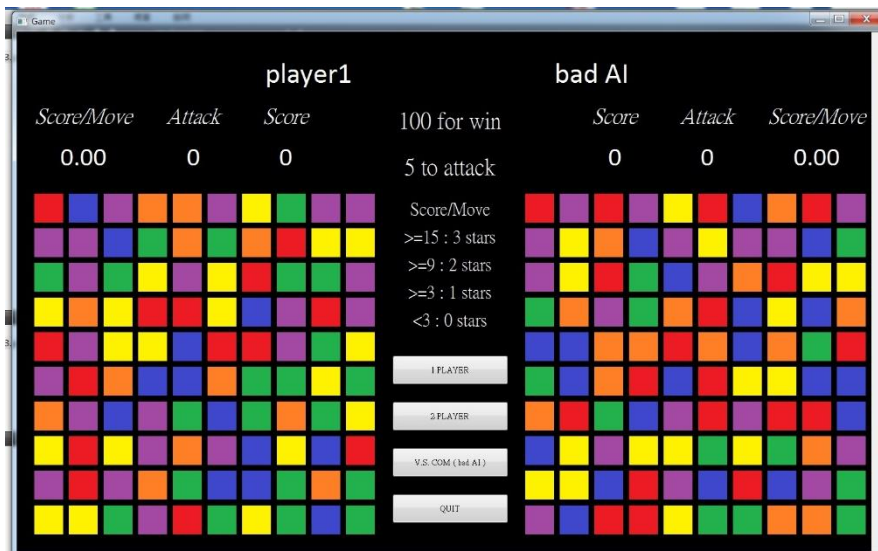 Game
player1
bad AI
Score/Move Attack Score
0.00 0 0
100 for win
5 to attack
Score/Move
>=15 : 3 stars
>=9 : 2 stars
>=3 : 1 stars
<3 : 0 stars
1 PLAYER
2 PLAYER
V.S. COM ( bad AI )
QUIT
Score Attack Score/Move
0 0 0.00